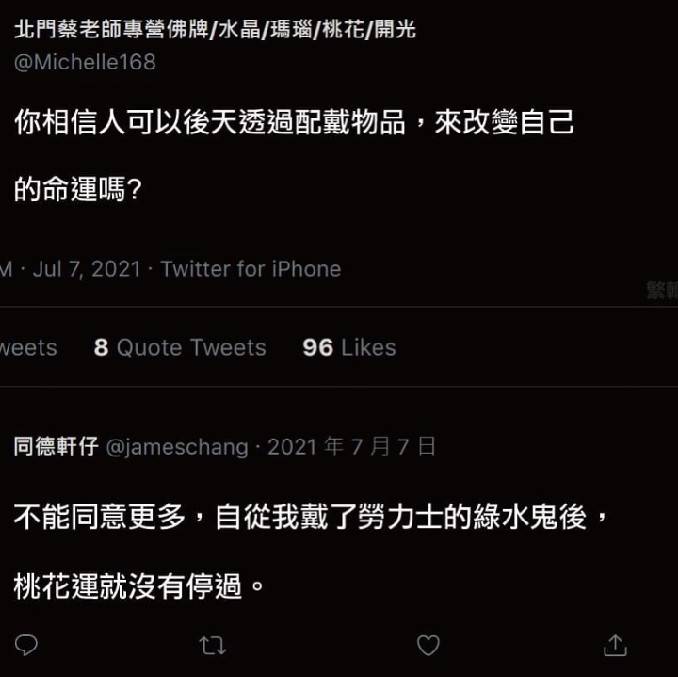 北門蔡老師專營佛牌/水晶/瑪瑙/桃花/開光
@Michelle168
你相信人可以後天透過配戴物品，來改變自己
的命運嗎?
M · Jul 7, 2021 · Twitter for iPhone
weets 8 Quote Tweets 96 Likes
同德軒仔 @jameschang · 2021 年 7 月 7 日
不能同意更多，自從我戴了勞力士的綠水鬼後，
桃花運就沒有停過。